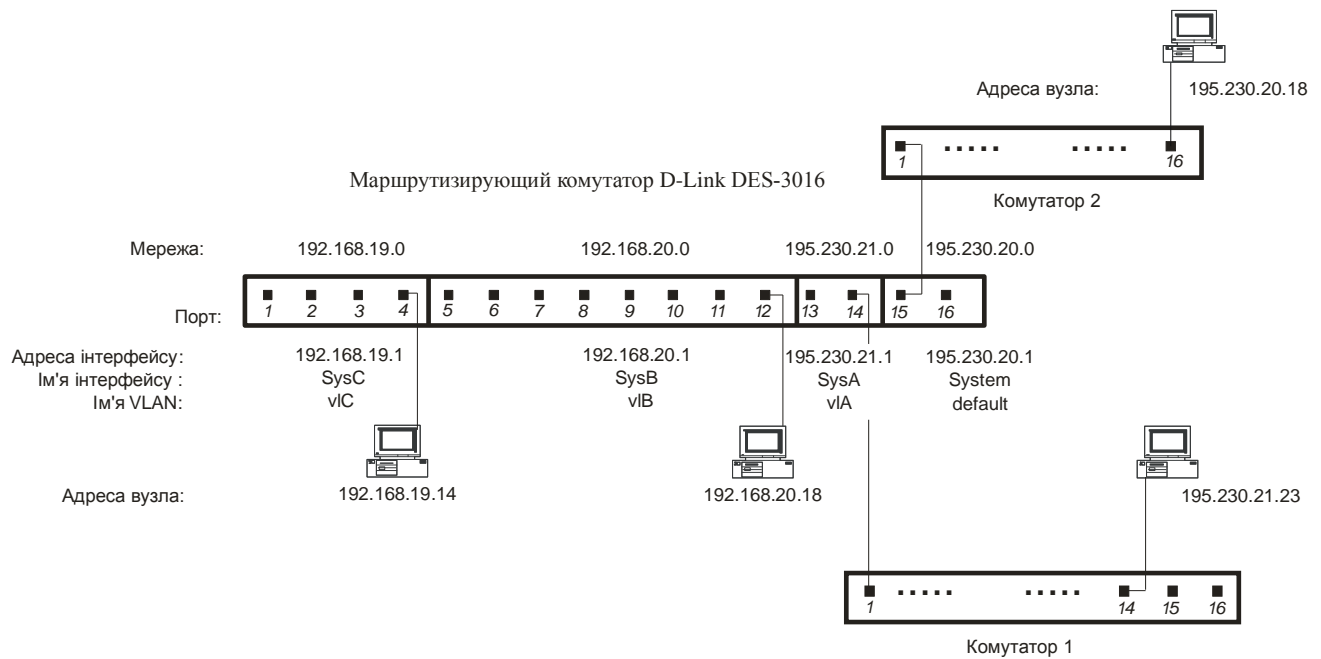 Адреса вузла: 195.230.20.18
1 16
Маршрутизирующий комутатор D-Link DES-3016
Комутатор 2
Мережа: 192.168.19.0 192.168.20.0 195.230.21.0 195.230.20.0
Порт: 1 2 3 4 5 6 7 8 9 10 11 12 13 14 15 16
Адреса інтерфейсу: 192.168.19.1 192.168.20.1 195.230.21.1 195.230.20.1
Ім'я інтерфейсу : SysC SysB SysA System
Ім'я VLAN: vlC vlB vlA default
Адреса вузла: 192.168.19.14 192.168.20.18 195.230.21.23
1 14 15 16
Комутатор 1